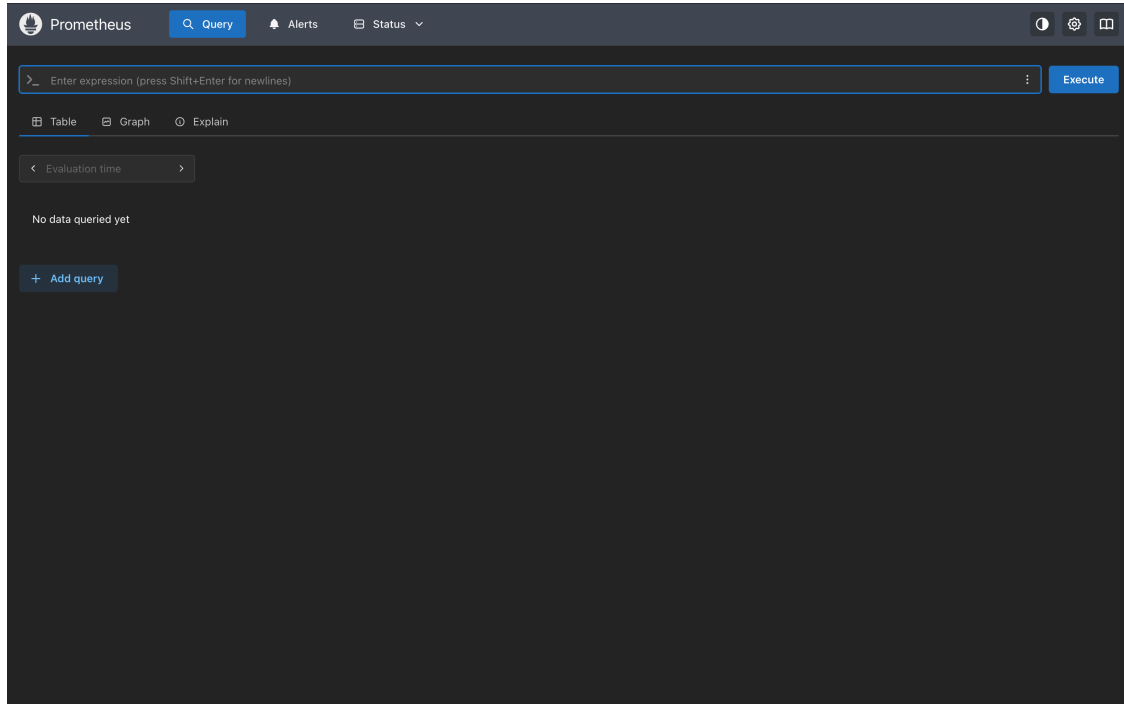 Prometheus Query Alerts Status
>_ Enter expression (press Shift+Enter for newlines) Execute
Table Graph Explain
Evaluation time
No data queried yet
+ Add query